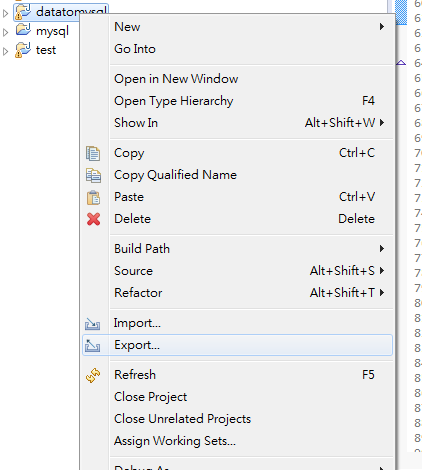 datatomysql
mysql
test
New
Go Into
Open in New Window
Open Type Hierarchy F4
Show In Alt+Shift+W
Copy Ctrl+C
Copy Qualified Name
Paste Ctrl+V
Delete Delete
Build Path
Source Alt+Shift+S
Refactor Alt+Shift+T
Import...
Export...
Refresh F5
Close Project
Close Unrelated Projects
Assign Working Sets...
Debug As